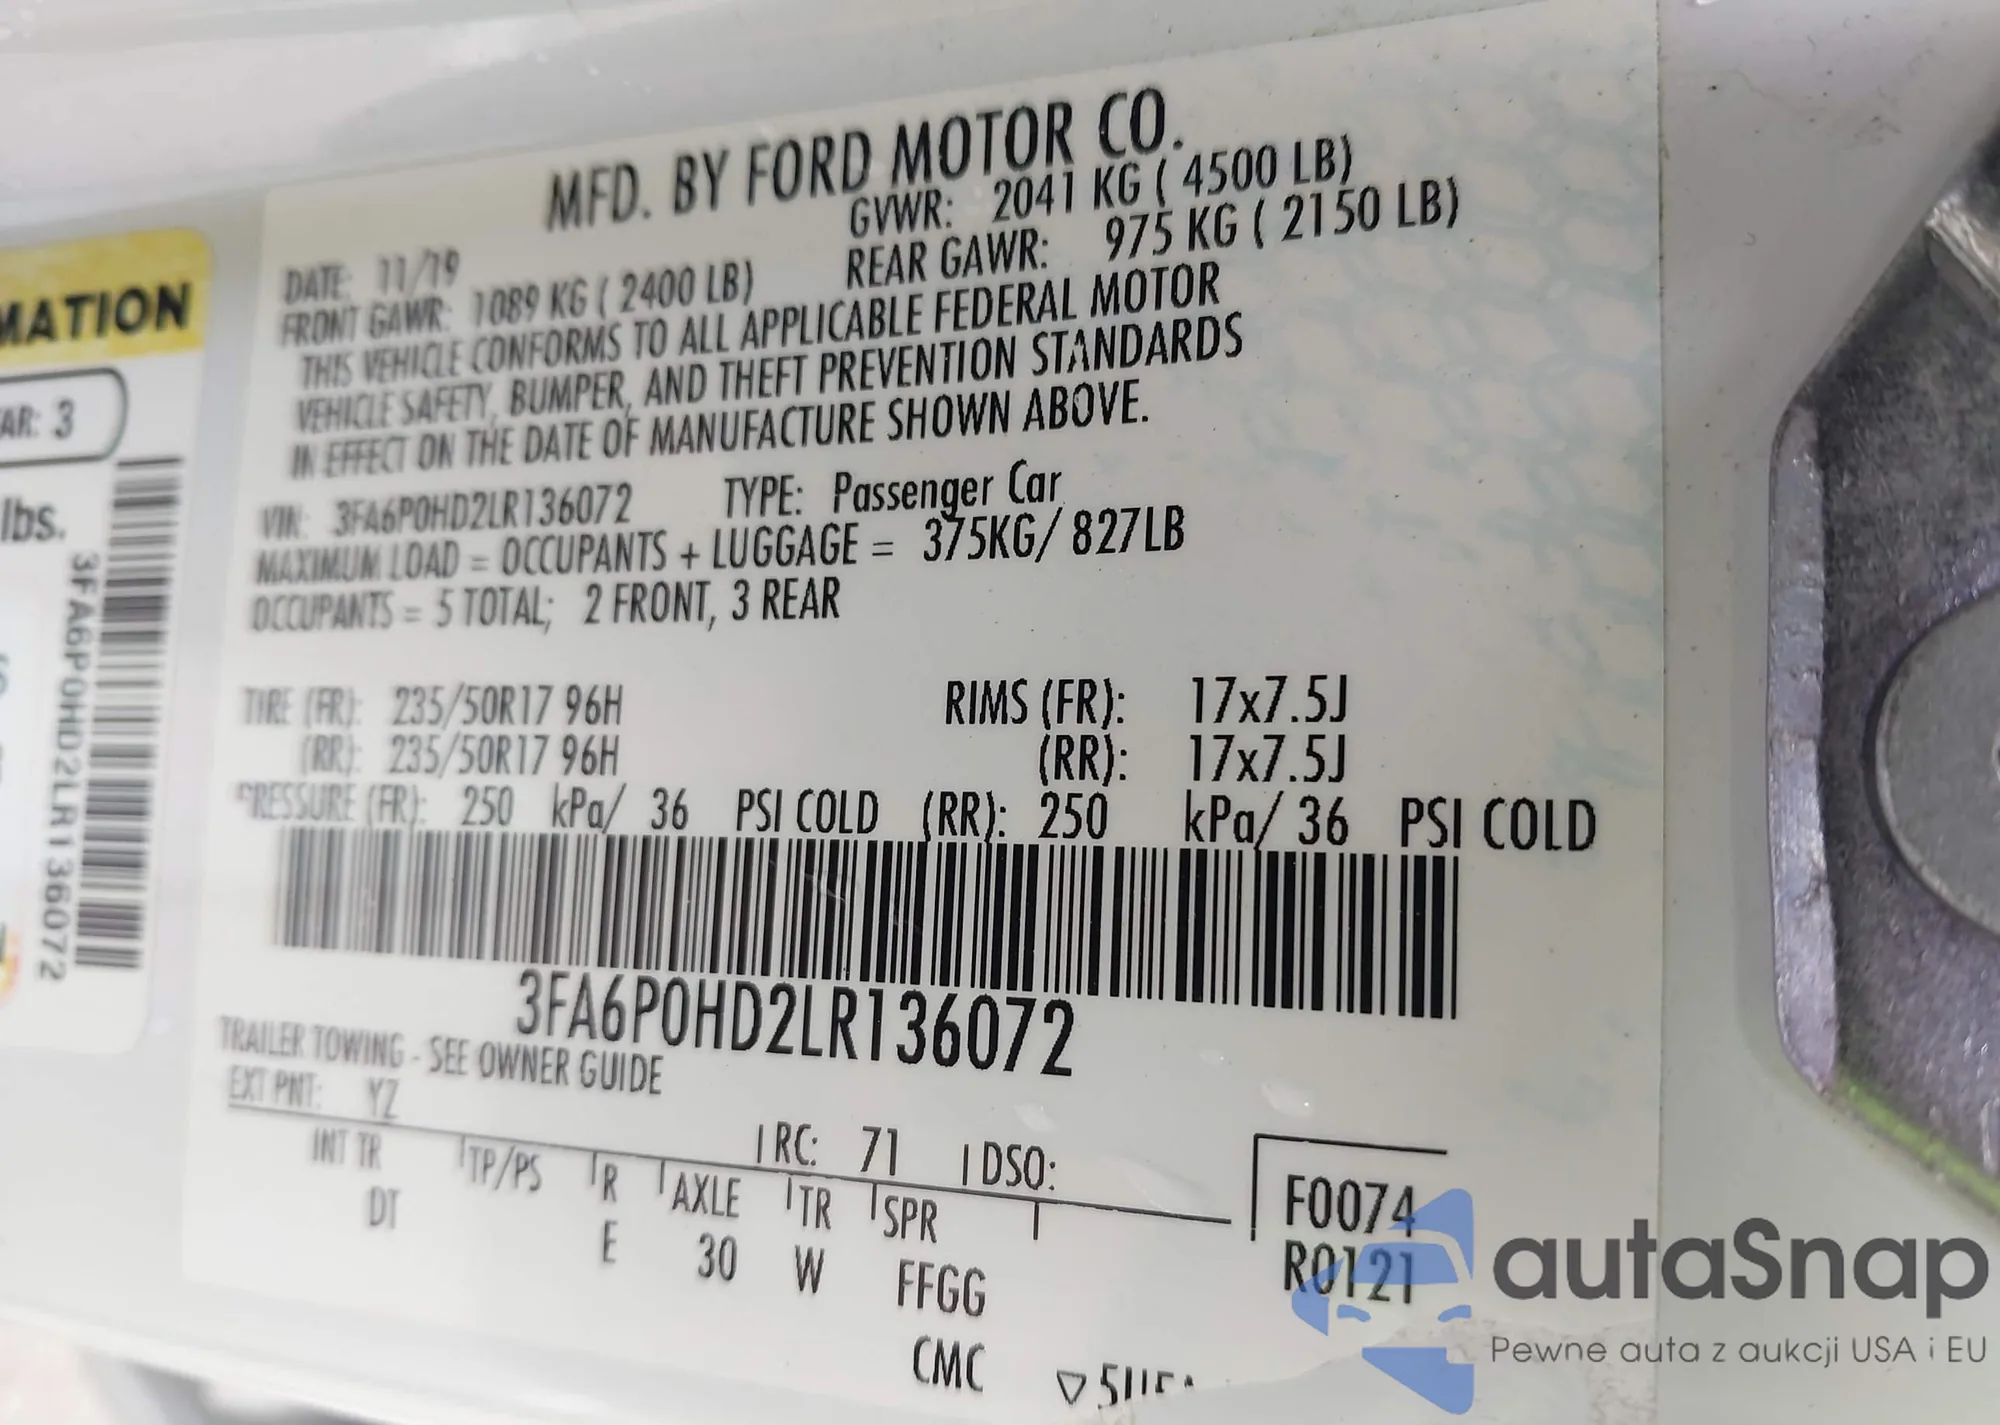 MATION
AR: 3
lbs.
3FA6P0HD2LR136072
MFD. BY FORD MOTOR CO.
DATE: 11/19
GVWR: 2041 KG ( 4500 LB)
FRONT GAWR: 1089 KG ( 2400 LB)
REAR GAWR: 975 KG ( 2150 LB)
THIS VEHICLE CONFORMS TO ALL APPLICABLE FEDERAL MOTOR
VEHICLE SAFETY, BUMPER, AND THEFT PREVENTION STANDARDS
IN EFFECT ON THE DATE OF MANUFACTURE SHOWN ABOVE.
VIN: 3FA6P0HD2LR136072 TYPE: Passenger Car
MAXIMUM LOAD = OCCUPANTS + LUGGAGE = 375KG/ 827LB
OCCUPANTS = 5 TOTAL; 2 FRONT, 3 REAR
TIRE (FR): 235/50R17 96H RIMS (FR): 17x7.5J
(RR): 235/50R17 96H (RR): 17x7.5J
PRESSURE (FR): 250 kPa/ 36 PSI COLD (RR): 250 kPa/ 36 PSI COLD
3FA6P0HD2LR136072
TRAILER TOWING - SEE OWNER GUIDE
EXT PNT: YZ RC: 71 DSO:
INT TR TP/PS R AXLE TR SPR
DT E 30 W FFGG
CMC
F0074
R0121
autaSnap
Pewne auta z aukcji USA i EU